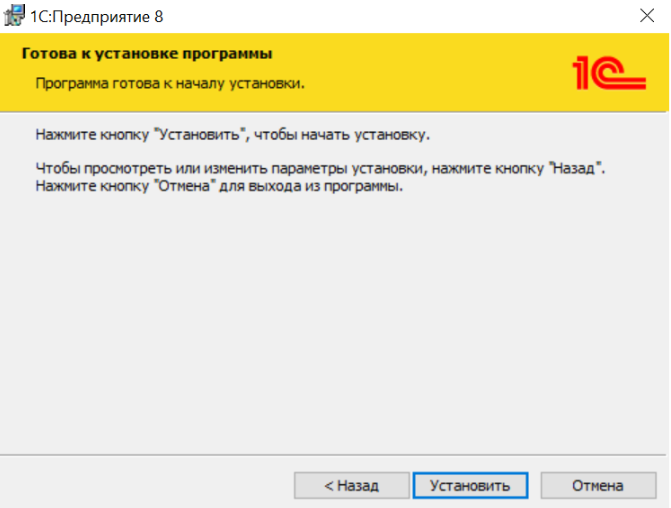 1С:Предприятие 8
Готова к установке программы
Программа готова к началу установки.
1С
Нажмите кнопку "Установить", чтобы начать установку.
Чтобы просмотреть или изменить параметры установки, нажмите кнопку "Назад".
Нажмите кнопку "Отмена" для выхода из программы.
< Назад
Установить
Отмена